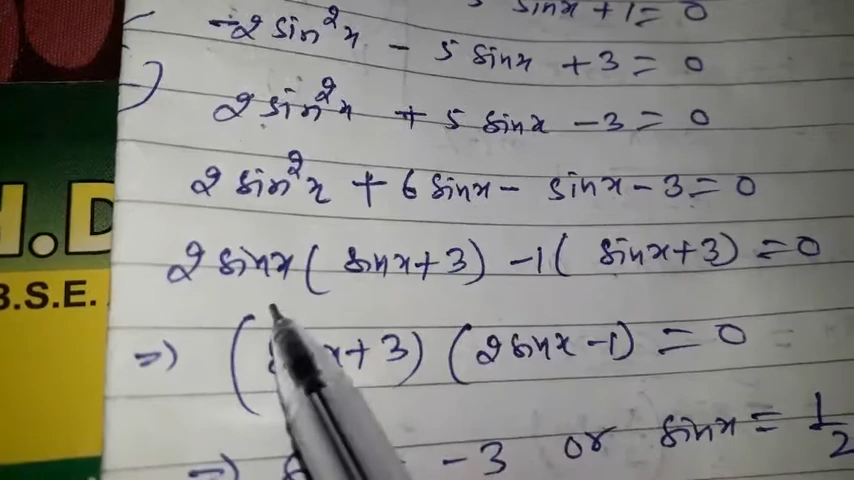 sinx + 1 = 0
-2 sin²x - 5 sinx + 3 = 0
2 sin²x + 5 sinx - 3 = 0
2 sin²x + 6 sinx - sinx - 3 = 0
2 sinx ( sinx + 3 ) - 1 ( sinx + 3 ) = 0
⇒ ( x + 3 ) ( 2 sinx - 1 ) = 0
⇒ - 3 or sinx = 1/2
H.D
B.S.E.